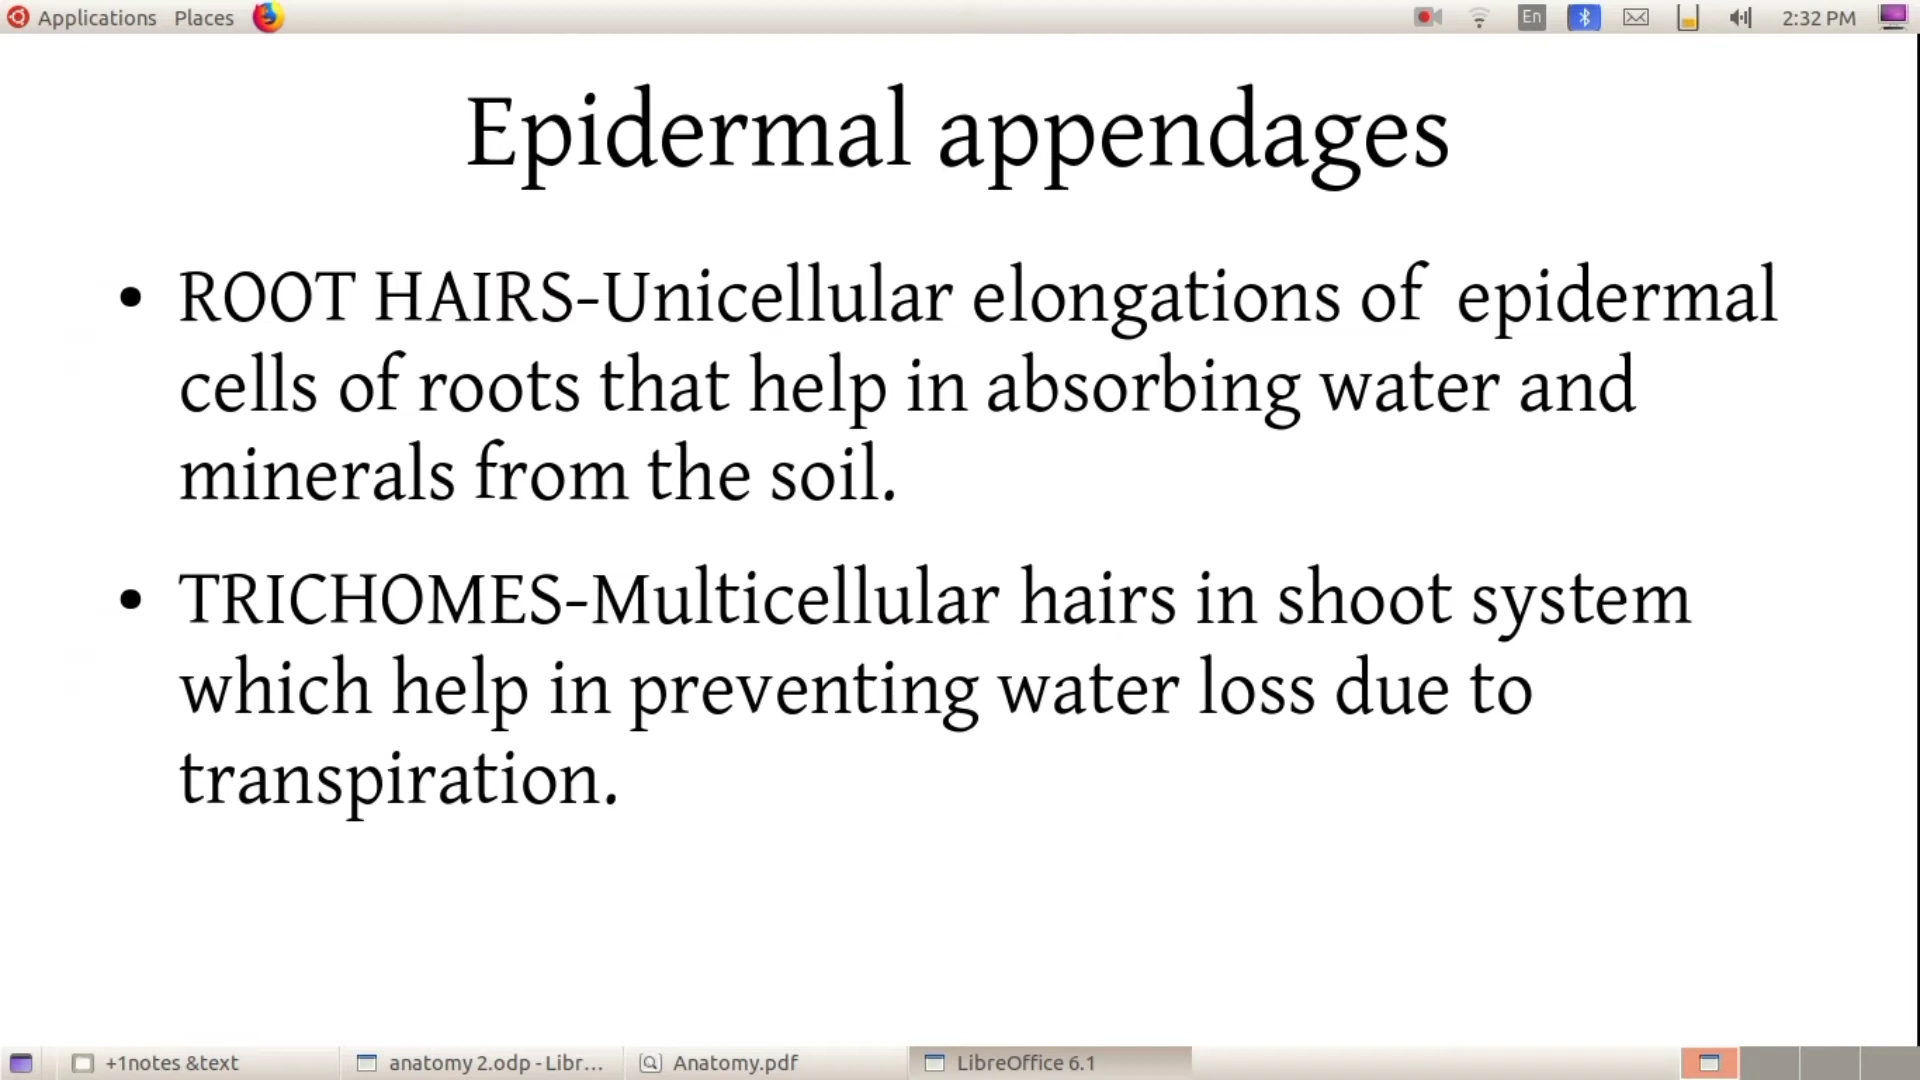 Applications Places En 2:32 PM
Epidermal appendages
• ROOT HAIRS-Unicellular elongations of epidermal
cells of roots that help in absorbing water and
minerals from the soil.
• TRICHOMES-Multicellular hairs in shoot system
which help in preventing water loss due to
transpiration.
+1notes &text anatomy 2.odp - Libr... Anatomy.pdf LibreOffice 6.1